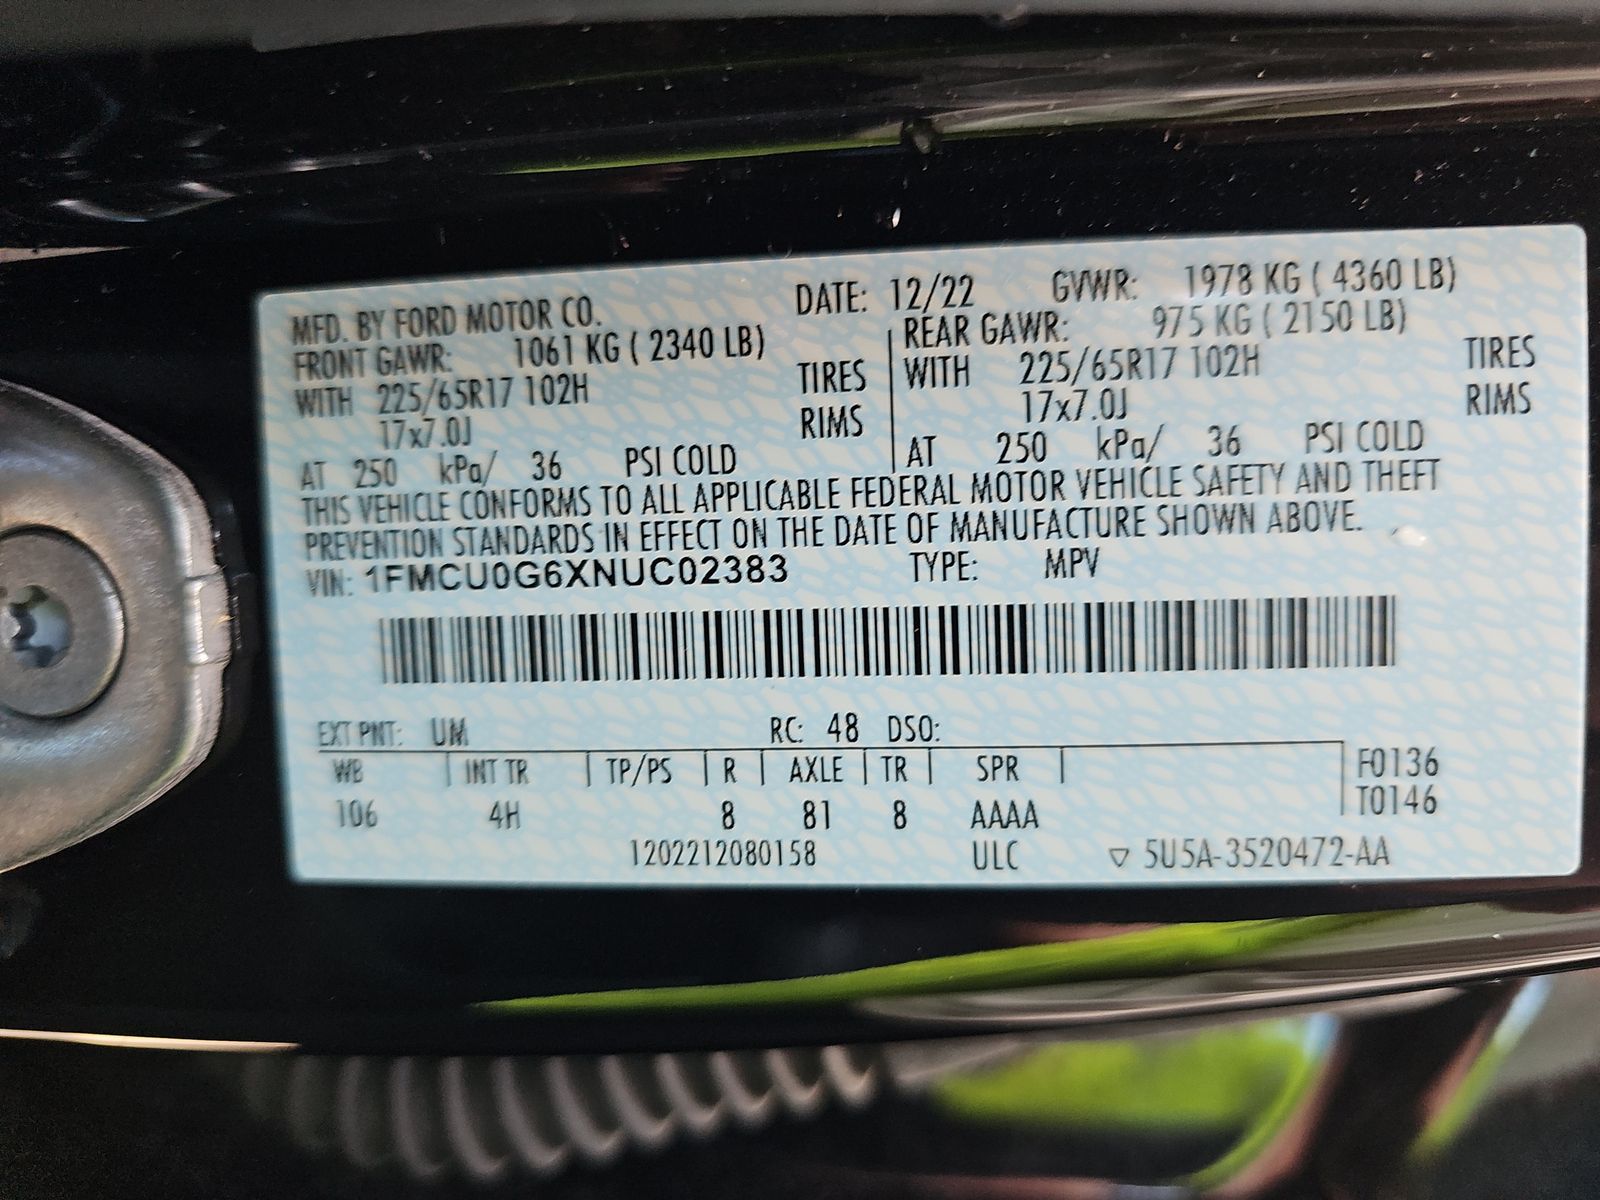 MFD. BY FORD MOTOR CO. DATE: 12/22 GVWR: 1978 KG ( 4360 LB)
FRONT GAWR: 1061 KG ( 2340 LB) REAR GAWR: 975 KG ( 2150 LB)
WITH 225/65R17 102H TIRES WITH 225/65R17 102H TIRES
17x7.0J RIMS 17x7.0J RIMS
AT 250 kPa/ 36 PSI COLD AT 250 kPa/ 36 PSI COLD
THIS VEHICLE CONFORMS TO ALL APPLICABLE FEDERAL MOTOR VEHICLE SAFETY AND THEFT
PREVENTION STANDARDS IN EFFECT ON THE DATE OF MANUFACTURE SHOWN ABOVE.
VIN: 1FMCU0G6XNUC02383 TYPE: MPV
EXT PNT: UM RC: 48 DSO:
WB INT TR TP/PS R AXLE TR SPR F0136
106 4H 8 81 8 AAAA T0146
1202212080158 ULC ▽ 5U5A-3520472-AA